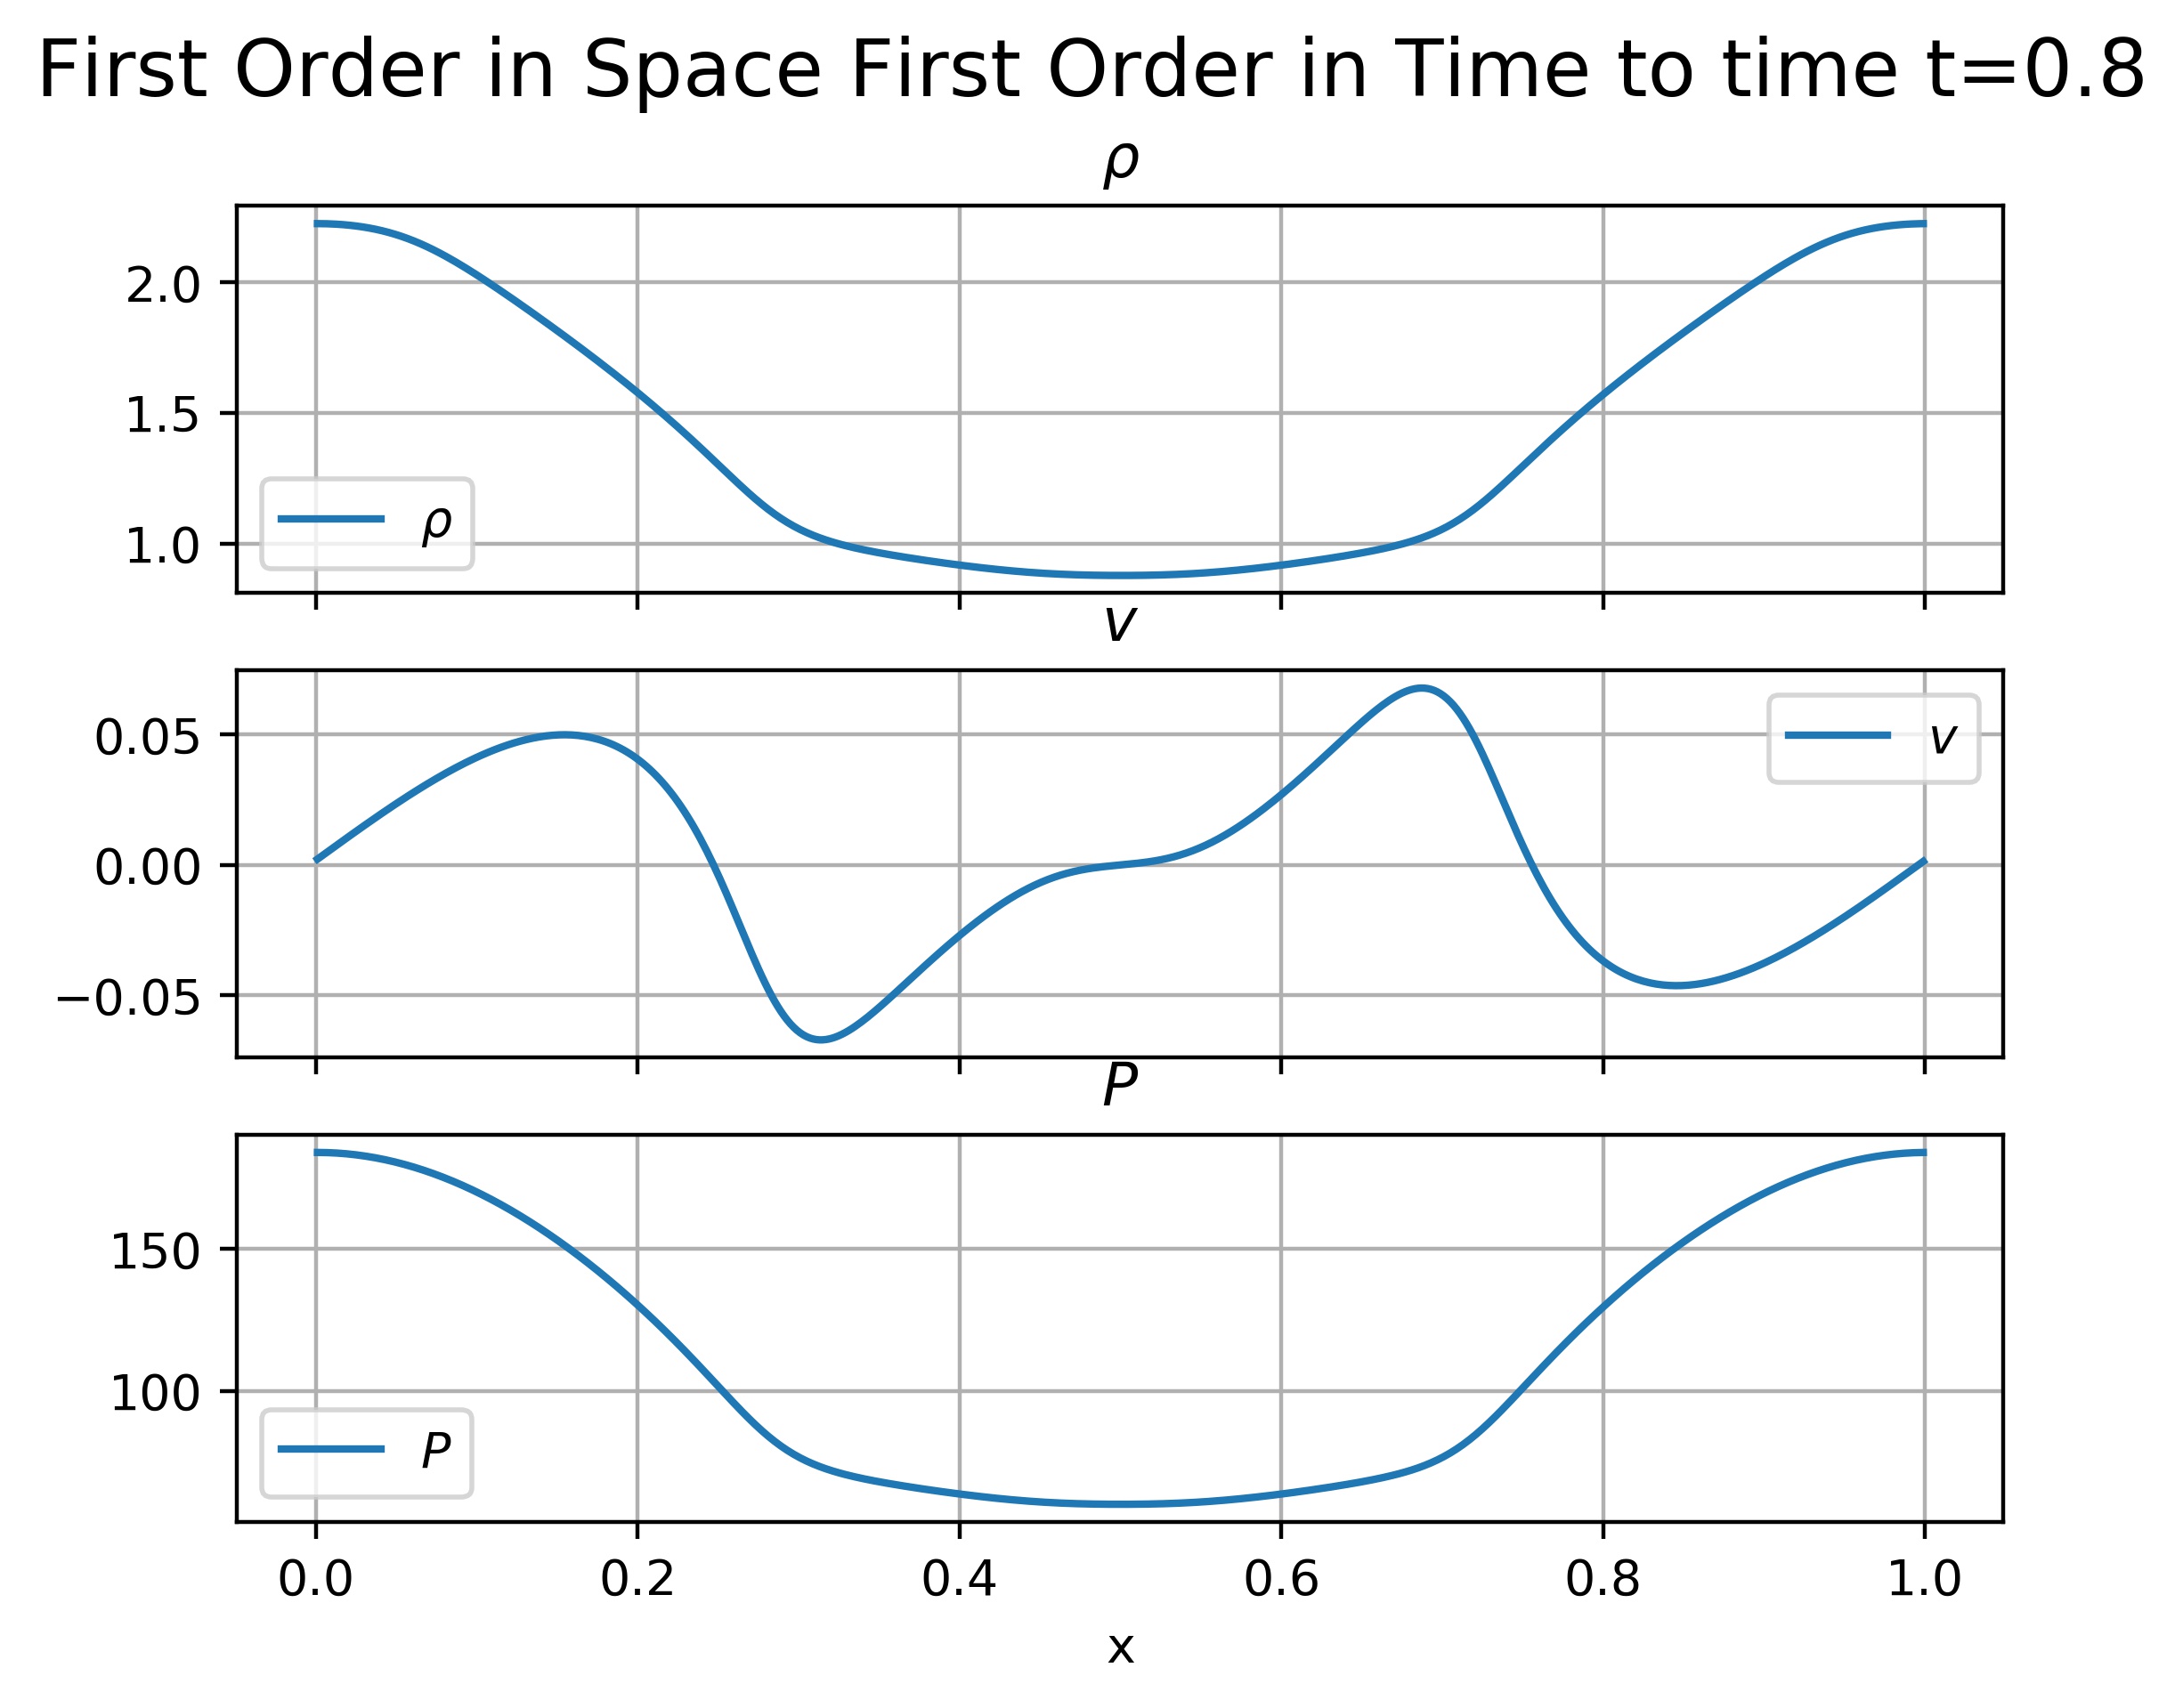 First Order in Space First Order in Time to time t=0.8
ρ
2.0
1.5
1.0
ρ
v
0.05
0.00
−0.05
v
P
150
100
P
0.0 0.2 0.4 0.6 0.8 1.0
x